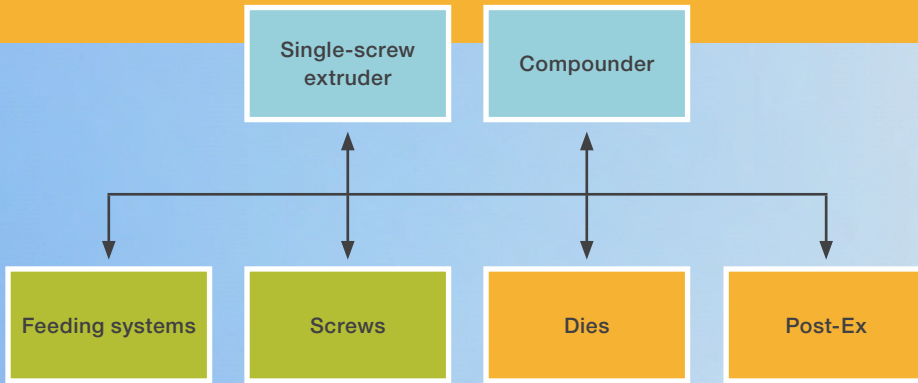 Single-screw
extruder
Compounder
Feeding systems
Screws
Dies
Post-Ex